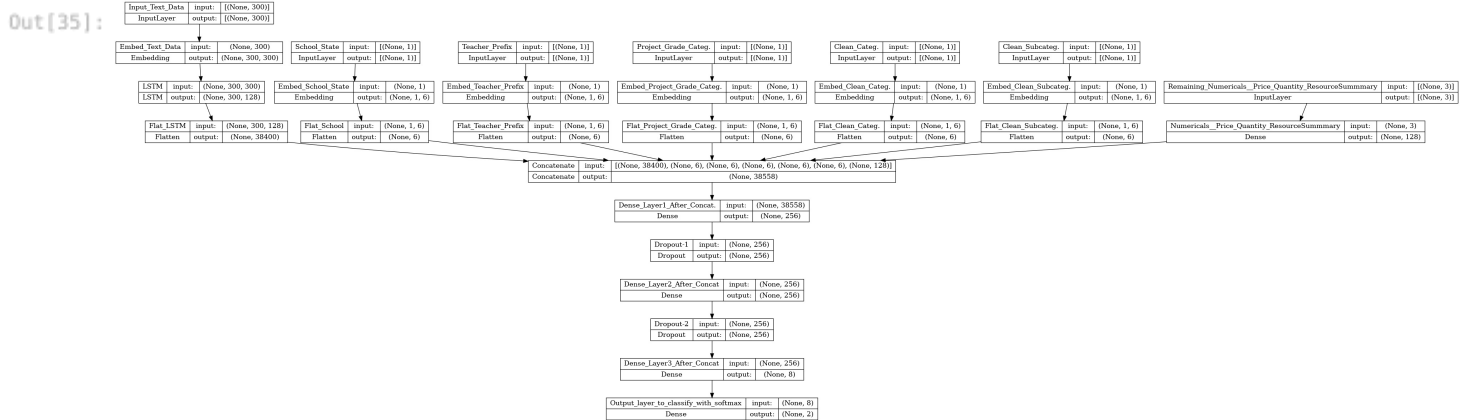 Out[35]:
Input_Text_Data input: [(None, 300)]
InputLayer output: [(None, 300)]
Embed_Text_Data input: (None, 300)
Embedding output: (None, 300, 300)
School_State input: [(None, 1)]
InputLayer output: [(None, 1)]
Teacher_Prefix input: [(None, 1)]
InputLayer output: [(None, 1)]
Project_Grade_Categ. input: [(None, 1)]
InputLayer output: [(None, 1)]
Clean_Categ. input: [(None, 1)]
InputLayer output: [(None, 1)]
Clean_Subcateg. input: [(None, 1)]
InputLayer output: [(None, 1)]
LSTM input: (None, 300, 300)
LSTM output: (None, 300, 128)
Embed_School_State input: (None, 1)
Embedding output: (None, 1, 6)
Embed_Teacher_Prefix input: (None, 1)
Embedding output: (None, 1, 6)
Embed_Project_Grade_Categ. input: (None, 1)
Embedding output: (None, 1, 6)
Embed_Clean_Categ. input: (None, 1)
Embedding output: (None, 1, 6)
Embed_Clean_Subcateg. input: (None, 1)
Embedding output: (None, 1, 6)
Remaining_Numericals__Price_Quantity_ResourceSummmary input: [(None, 3)]
InputLayer output: [(None, 3)]
Flat_LSTM input: (None, 300, 128)
Flatten output: (None, 38400)
Flat_School input: (None, 1, 6)
Flatten output: (None, 6)
Flat_Teacher_Prefix input: (None, 1, 6)
Flatten output: (None, 6)
Flat_Project_Grade_Categ. input: (None, 1, 6)
Flatten output: (None, 6)
Flat_Clean_Categ. input: (None, 1, 6)
Flatten output: (None, 6)
Flat_Clean_Subcateg. input: (None, 1, 6)
Flatten output: (None, 6)
Numericals__Price_Quantity_ResourceSummmary input: (None, 3)
Dense output: (None, 128)
Concatenate input: [(None, 38400), (None, 6), (None, 6), (None, 6), (None, 6), (None, 6), (None, 128)]
Concatenate output: (None, 38558)
Dense_Layer1_After_Concat. input: (None, 38558)
Dense output: (None, 256)
Dropout-1 input: (None, 256)
Dropout output: (None, 256)
Dense_Layer2_After_Concat input: (None, 256)
Dense output: (None, 256)
Dropout-2 input: (None, 256)
Dropout output: (None, 256)
Dense_Layer3_After_Concat input: (None, 256)
Dense output: (None, 8)
Output_layer_to_classify_with_softmax input: (None, 8)
Dense output: (None, 2)